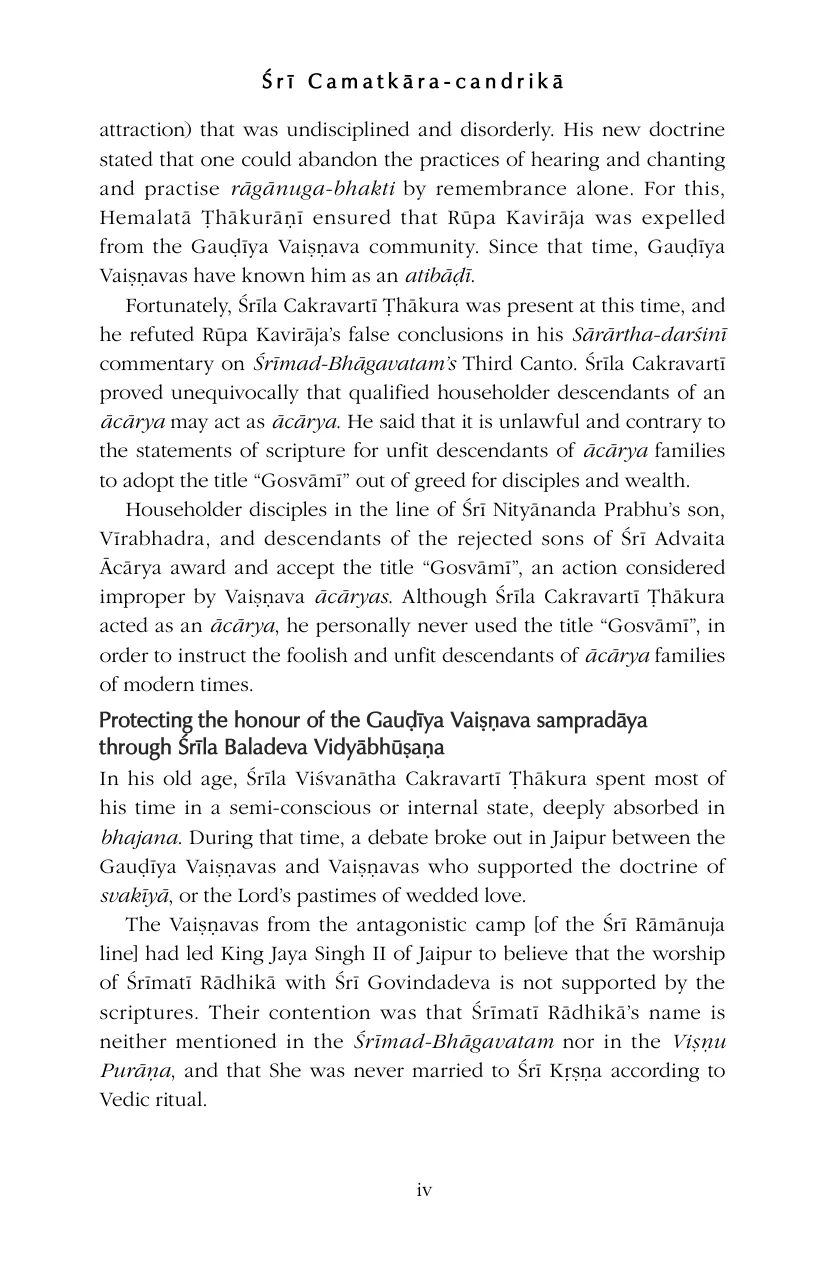 Śrī Camatkāra-candrikā
attraction) that was undisciplined and disorderly. His new doctrine
stated that one could abandon the practices of hearing and chanting
and practise rāgānuga-bhakti by remembrance alone. For this,
Hemalatā Ṭhākurāṇī ensured that Rūpa Kavirāja was expelled
from the Gauḍīya Vaiṣṇava community. Since that time, Gauḍīya
Vaiṣṇavas have known him as an atibāḍī.
Fortunately, Śrīla Cakravartī Ṭhākura was present at this time, and
he refuted Rūpa Kavirāja’s false conclusions in his Sārārtha-darśinī
commentary on Śrīmad-Bhāgavatam’s Third Canto. Śrīla Cakravartī
proved unequivocally that qualified householder descendants of an
ācārya may act as ācārya. He said that it is unlawful and contrary to
the statements of scripture for unfit descendants of ācārya families
to adopt the title “Gosvāmī” out of greed for disciples and wealth.
Householder disciples in the line of Śrī Nityānanda Prabhu’s son,
Vīrabhadra, and descendants of the rejected sons of Śrī Advaita
Ācārya award and accept the title “Gosvāmī”, an action considered
improper by Vaiṣṇava ācāryas. Although Śrīla Cakravartī Ṭhākura
acted as an ācārya, he personally never used the title “Gosvāmī”, in
order to instruct the foolish and unfit descendants of ācārya families
of modern times.
Protecting the honour of the Gauḍīya Vaiṣṇava sampradāya
through Śrīla Baladeva Vidyābhūṣaṇa
In his old age, Śrīla Viśvanātha Cakravartī Ṭhākura spent most of
his time in a semi-conscious or internal state, deeply absorbed in
bhajana. During that time, a debate broke out in Jaipur between the
Gauḍīya Vaiṣṇavas and Vaiṣṇavas who supported the doctrine of
svakīyā, or the Lord’s pastimes of wedded love.
The Vaiṣṇavas from the antagonistic camp [of the Śrī Rāmānuja
line] had led King Jaya Singh II of Jaipur to believe that the worship
of Śrīmatī Rādhikā with Śrī Govindadeva is not supported by the
scriptures. Their contention was that Śrīmatī Rādhikā’s name is
neither mentioned in the Śrīmad-Bhāgavatam nor in the Viṣṇu
Purāṇa, and that She was never married to Śrī Kṛṣṇa according to
Vedic ritual.
iv